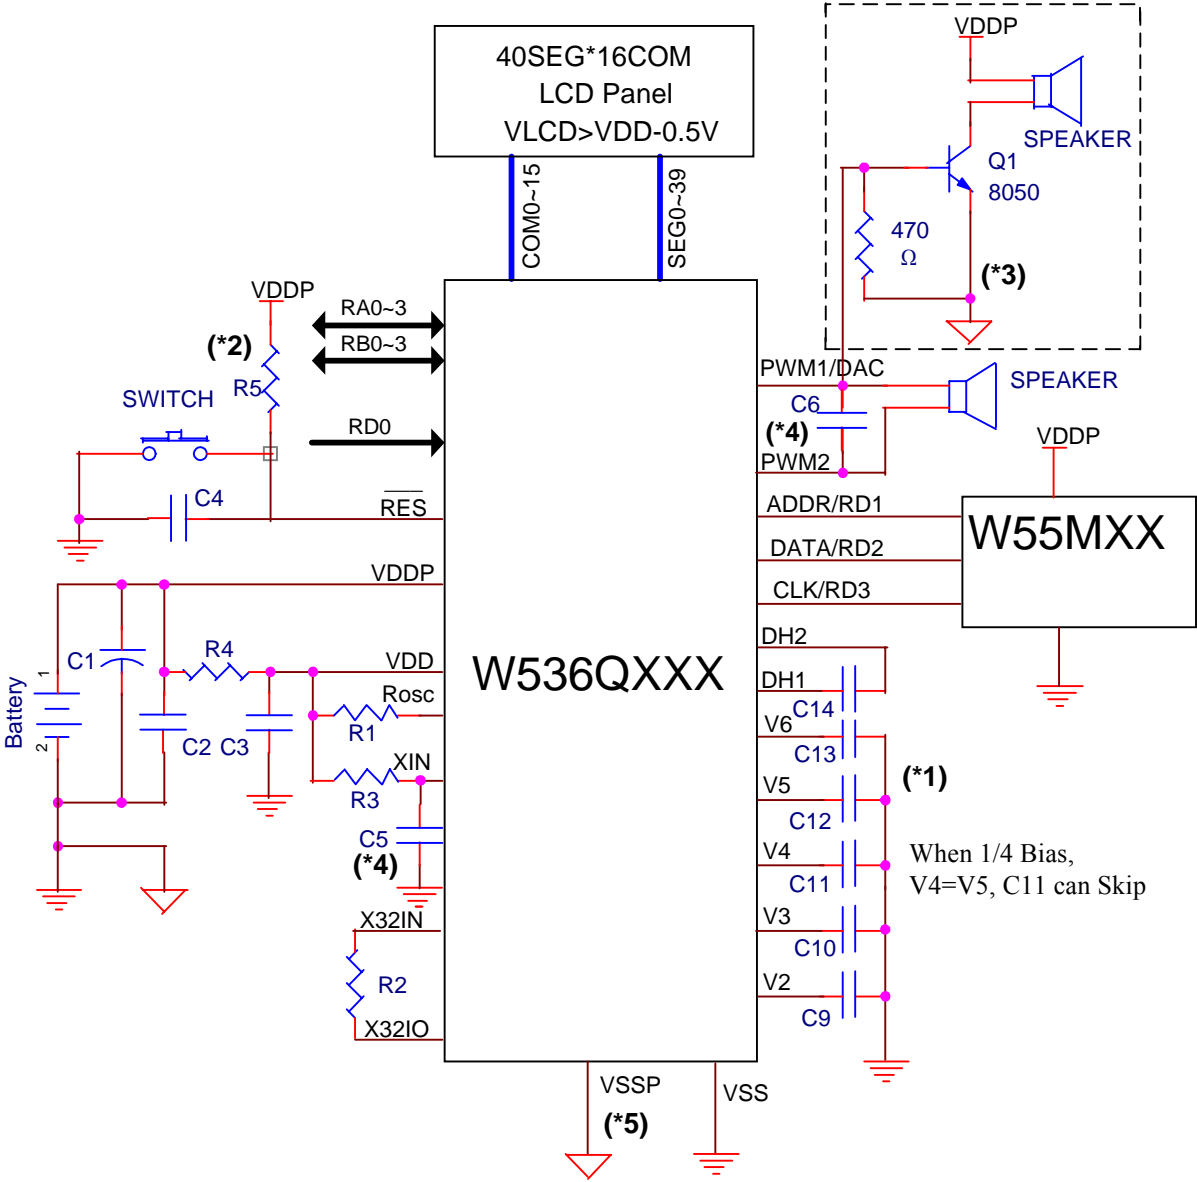 VDDP
40SEG*16COM
LCD Panel
VLCD>VDD-0.5V
SPEAKER
Q1
8050
COM0~15
SEG0~39
470
Ω
(*3)
VDDP
RA0~3
(*2)
RB0~3
R5
PWM1/DAC
SPEAKER
SWITCH
C6
RD0
(*4)
VDDP
PWM2
C4
RES
ADDR/RD1
W55MXX
DATA/RD2
VDDP
CLK/RD3
DH2
C1
R4
VDD
W536QXXX
1
Battery
2
Rosc
DH1
C14
C2
C3
R1
V6
C13
XIN
(*1)
R3
V5
C12
C5
(*4)
V4
When 1/4 Bias,
V4=V5, C11 can Skip
C11
X32IN
V3
C10
R2
V2
C9
X32IO
VSSP
VSS
(*5)